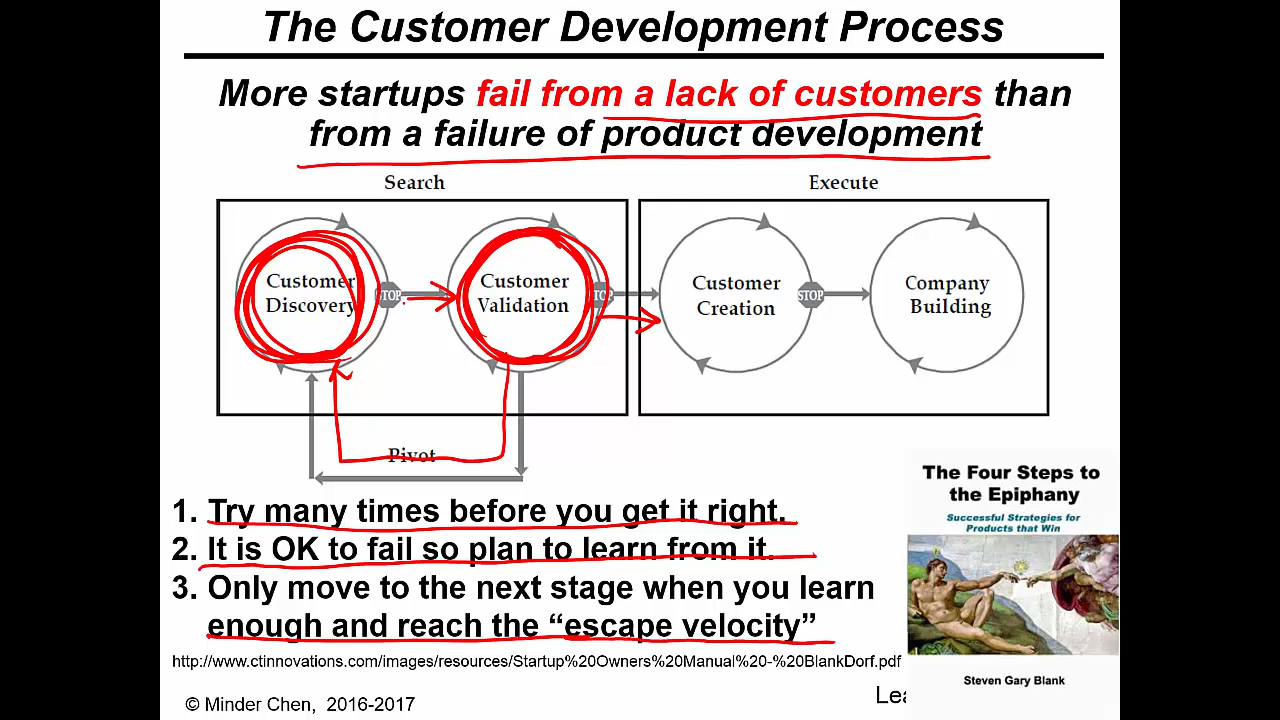 The Customer Development Process
More startups fail from a lack of customers than
from a failure of product development
Search
Execute
Customer
Discovery
STOP
Customer
Validation
STOP
Customer
Creation
STOP
Company
Building
Pivot
1. Try many times before you get it right.
2. It is OK to fail so plan to learn from it.
3. Only move to the next stage when you learn
enough and reach the “escape velocity”
http://www.ctinnovations.com/images/resources/Startup%20Owners%20Manual%20-%20BlankDorf.pdf
© Minder Chen, 2016-2017
The Four Steps to
the Epiphany
Successful Strategies for
Products that Win
Steven Gary Blank